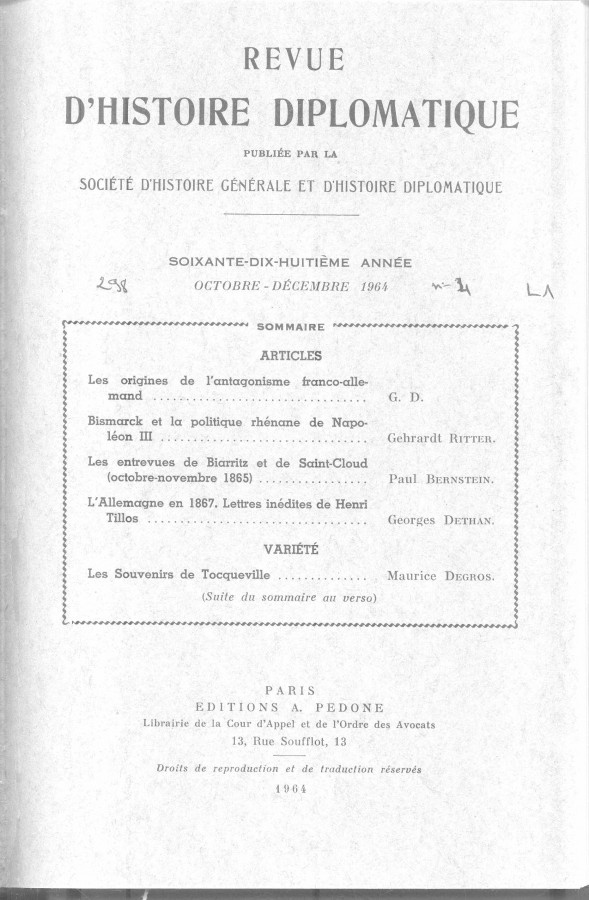 REVUE
D'HISTOIRE DIPLOMATIQUE
PUBLIÉE PAR LA
SOCIÉTÉ D'HISTOIRE GÉNÉRALE ET D'HISTOIRE DIPLOMATIQUE
SOIXANTE-DIX-HUITIÈME ANNÉE
298 OCTOBRE - DÉCEMBRE 1964 n° 4 L1
SOMMAIRE
ARTICLES
Les origines de l'antagonisme franco-alle-
mand ................................ G. D.
Bismarck et la politique rhénane de Napo-
léon III .............................. Gehrardt RITTER.
Les entrevues de Biarritz et de Saint-Cloud
(octobre-novembre 1865) ................ Paul BERNSTEIN.
L'Allemagne en 1867. Lettres inédites de Henri
Tillos ................................ Georges DETHAN.
VARIÉTÉ
Les Souvenirs de Tocqueville .............. Maurice DEGROS.
(Suite du sommaire au verso)
PARIS
EDITIONS A. PEDONE
Librairie de la Cour d'Appel et de l'Ordre des Avocats
13, Rue Soufflot, 13
Droits de reproduction et de traduction réservés
1964